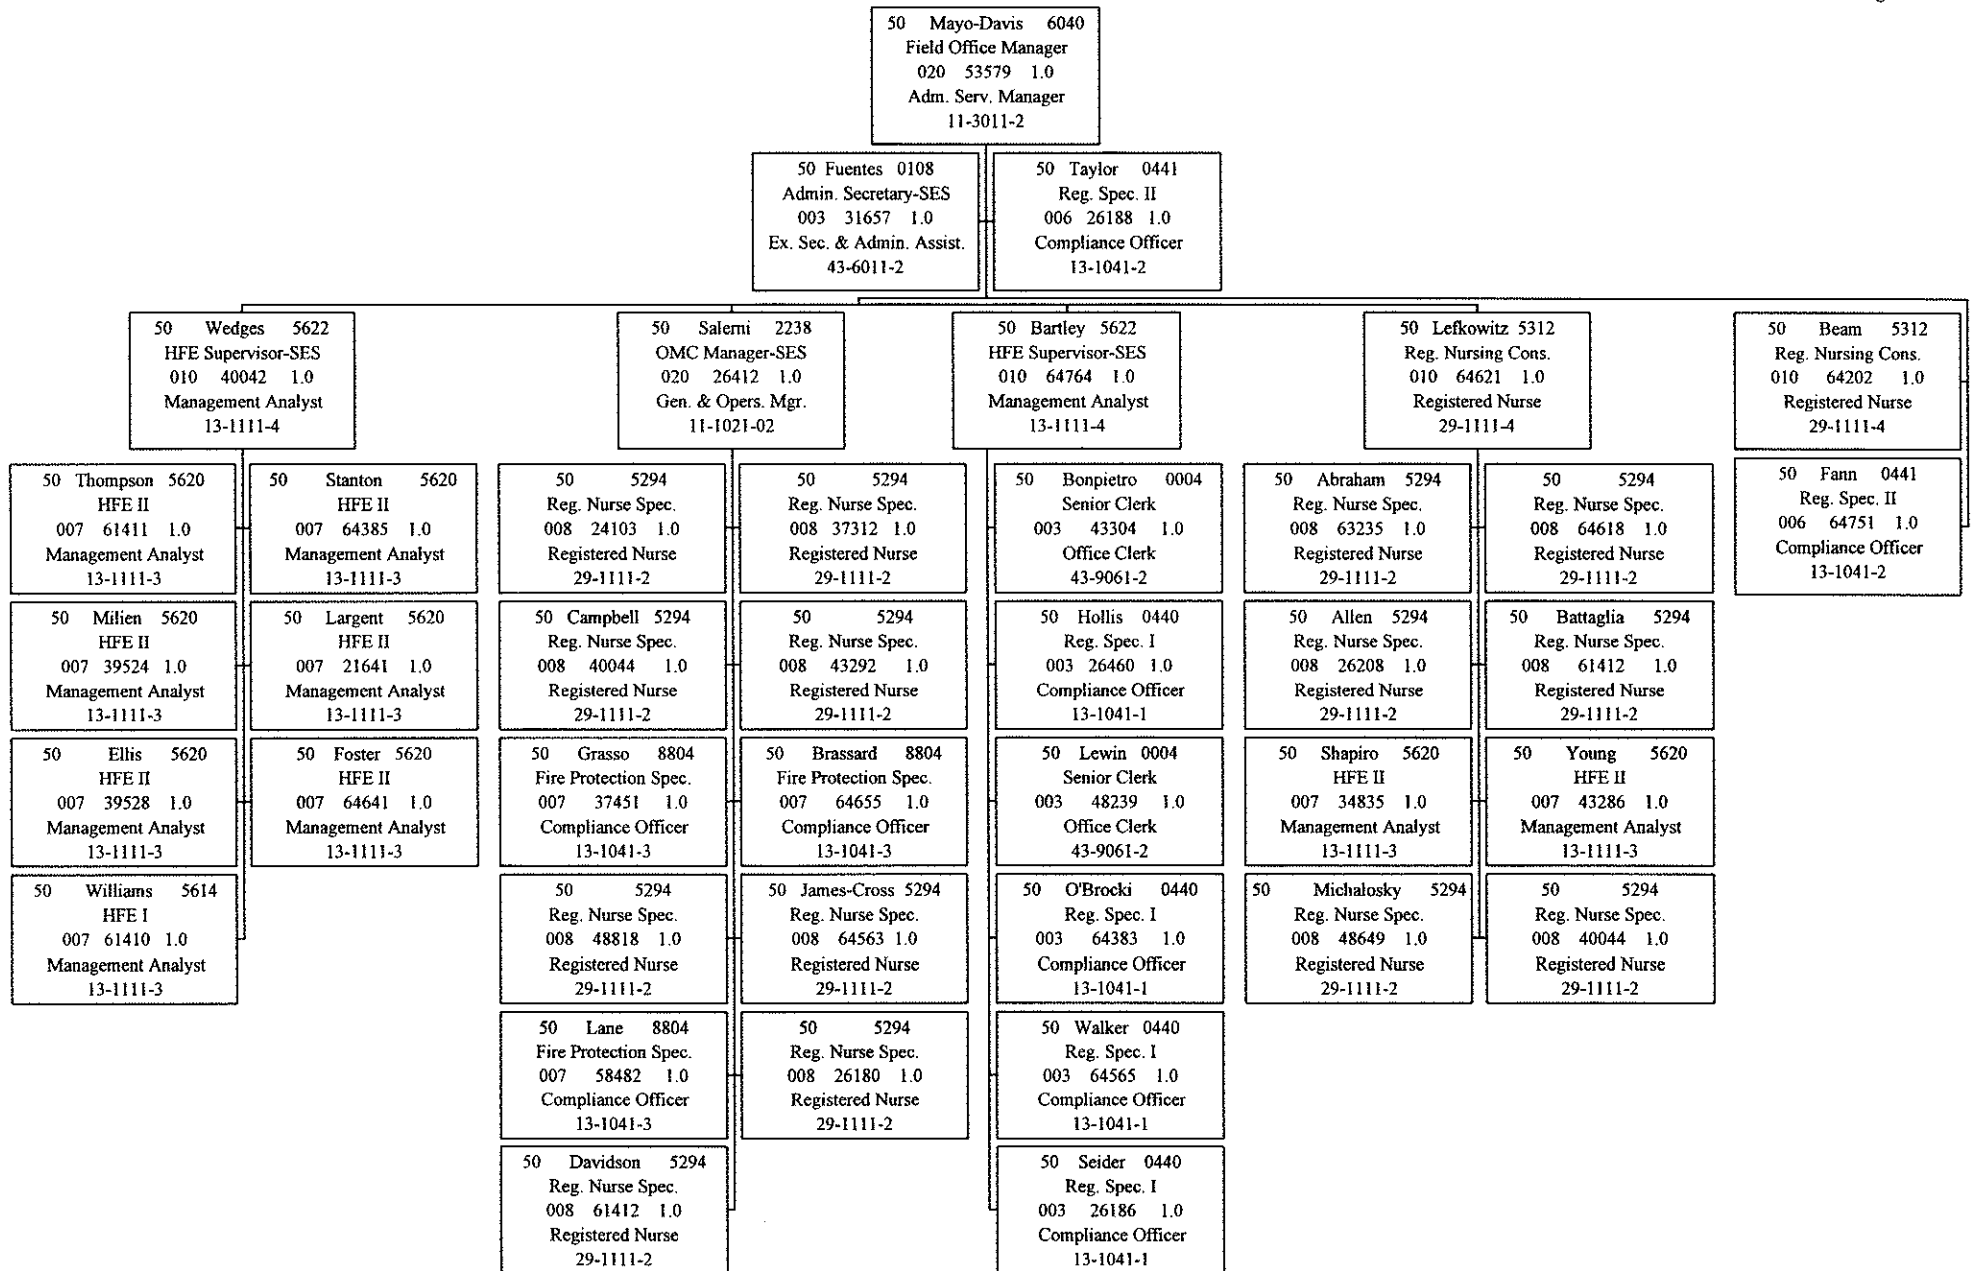 50 Mayo-Davis 6040
Field Office Manager
020 53579 1.0
Adm. Serv. Manager
11-3011-2
50 Fuentes 0108
Admin. Secretary-SES
003 31657 1.0
Ex. Sec. & Admin. Assist.
43-6011-2
50 Taylor 0441
Reg. Spec. II
006 26188 1.0
Compliance Officer
13-1041-2
50 Wedges 5622
HFE Supervisor-SES
010 40042 1.0
Management Analyst
13-1111-4
50 Salerni 2238
OMC Manager-SES
020 26412 1.0
Gen. & Opers. Mgr.
11-1021-02
50 Bartley 5622
HFE Supervisor-SES
010 64764 1.0
Management Analyst
13-1111-4
50 Lefkowitz 5312
Reg. Nursing Cons.
010 64621 1.0
Registered Nurse
29-1111-4
50 Beam 5312
Reg. Nursing Cons.
010 64202 1.0
Registered Nurse
29-1111-4
50 Thompson 5620
HFE II
007 61411 1.0
Management Analyst
13-1111-3
50 Stanton 5620
HFE II
007 64385 1.0
Management Analyst
13-1111-3
50 5294
Reg. Nurse Spec.
008 24103 1.0
Registered Nurse
29-1111-2
50 5294
Reg. Nurse Spec.
008 37312 1.0
Registered Nurse
29-1111-2
50 Bonpietro 0004
Senior Clerk
003 43304 1.0
Office Clerk
43-9061-2
50 Abraham 5294
Reg. Nurse Spec.
008 63235 1.0
Registered Nurse
29-1111-2
50 5294
Reg. Nurse Spec.
008 64618 1.0
Registered Nurse
29-1111-2
50 Fann 0441
Reg. Spec. II
006 64751 1.0
Compliance Officer
13-1041-2
50 Milien 5620
HFE II
007 39524 1.0
Management Analyst
13-1111-3
50 Largent 5620
HFE II
007 21641 1.0
Management Analyst
13-1111-3
50 Campbell 5294
Reg. Nurse Spec.
008 40044 1.0
Registered Nurse
29-1111-2
50 5294
Reg. Nurse Spec.
008 43292 1.0
Registered Nurse
29-1111-2
50 Hollis 0440
Reg. Spec. I
003 26460 1.0
Compliance Officer
13-1041-1
50 Allen 5294
Reg. Nurse Spec.
008 26208 1.0
Registered Nurse
29-1111-2
50 Battaglia 5294
Reg. Nurse Spec.
008 61412 1.0
Registered Nurse
29-1111-2
50 Ellis 5620
HFE II
007 39528 1.0
Management Analyst
13-1111-3
50 Foster 5620
HFE II
007 64641 1.0
Management Analyst
13-1111-3
50 Grasso 8804
Fire Protection Spec.
007 37451 1.0
Compliance Officer
13-1041-3
50 Brassard 8804
Fire Protection Spec.
007 64655 1.0
Compliance Officer
13-1041-3
50 Lewin 0004
Senior Clerk
003 48239 1.0
Office Clerk
43-9061-2
50 Shapiro 5620
HFE II
007 34835 1.0
Management Analyst
13-1111-3
50 Young 5620
HFE II
007 43286 1.0
Management Analyst
13-1111-3
50 Williams 5614
HFE I
007 61410 1.0
Management Analyst
13-1111-3
50 5294
Reg. Nurse Spec.
008 48818 1.0
Registered Nurse
29-1111-2
50 James-Cross 5294
Reg. Nurse Spec.
008 64563 1.0
Registered Nurse
29-1111-2
50 O'Brocki 0440
Reg. Spec. I
003 64383 1.0
Compliance Officer
13-1041-1
50 Michalosky 5294
Reg. Nurse Spec.
008 48649 1.0
Registered Nurse
29-1111-2
50 5294
Reg. Nurse Spec.
008 40044 1.0
Registered Nurse
29-1111-2
50 Lane 8804
Fire Protection Spec.
007 58482 1.0
Compliance Officer
13-1041-3
50 5294
Reg. Nurse Spec.
008 26180 1.0
Registered Nurse
29-1111-2
50 Walker 0440
Reg. Spec. I
003 64565 1.0
Compliance Officer
13-1041-1
50 Davidson 5294
Reg. Nurse Spec.
008 61412 1.0
Registered Nurse
29-1111-2
50 Seider 0440
Reg. Spec. I
003 26186 1.0
Compliance Officer
13-1041-1